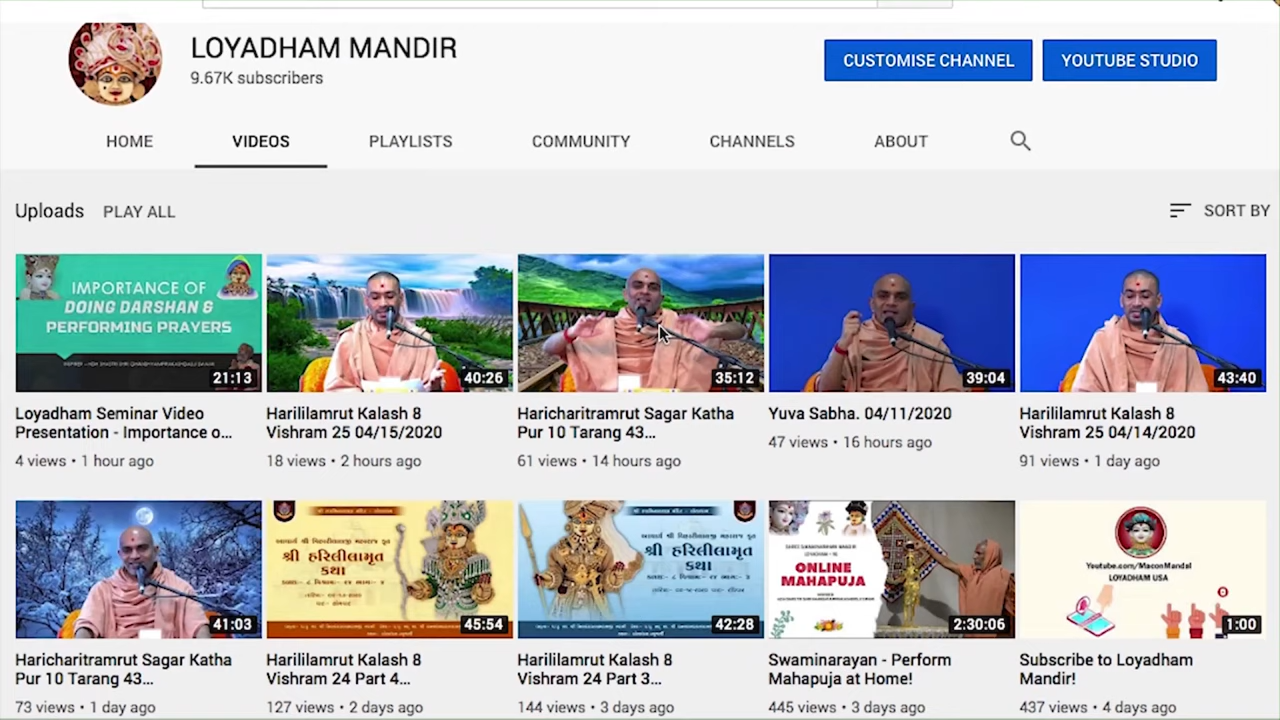 LOYADHAM MANDIR
9.67K subscribers
CUSTOMISE CHANNEL
YOUTUBE STUDIO
HOME
VIDEOS
PLAYLISTS
COMMUNITY
CHANNELS
ABOUT
Uploads
PLAY ALL
SORT BY
IMPORTANCE OF
DOING DARSHAN &
PERFORMING PRAYERS
21:13
40:26
35:12
39:04
43:40
Loyadham Seminar Video
Presentation - Importance o...
4 views • 1 hour ago
Harililamrut Kalash 8
Vishram 25 04/15/2020
18 views • 2 hours ago
Haricharitramrut Sagar Katha
Pur 10 Tarang 43...
61 views • 14 hours ago
Yuva Sabha. 04/11/2020
47 views • 16 hours ago
Harililamrut Kalash 8
Vishram 25 04/14/2020
91 views • 1 day ago
41:03
શ્રી હરિલીલામૃત
કથા
45:54
શ્રી હરિલીલામૃત
કથા
42:28
ONLINE
MAHAPUJA
2:30:06
Youtube.com/MaconMandal
LOYADHAM USA
1:00
Haricharitramrut Sagar Katha
Pur 10 Tarang 43...
73 views • 1 day ago
Harililamrut Kalash 8
Vishram 24 Part 4...
127 views • 2 days ago
Harililamrut Kalash 8
Vishram 24 Part 3...
144 views • 3 days ago
Swaminarayan - Perform
Mahapuja at Home!
445 views • 3 days ago
Subscribe to Loyadham
Mandir!
437 views • 4 days ago